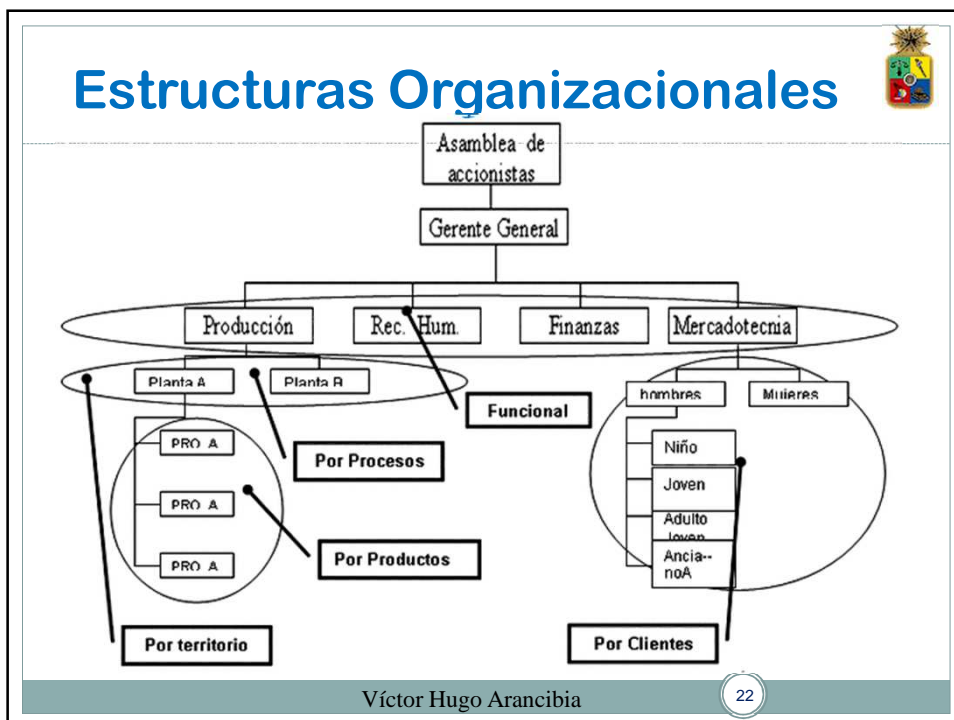 Estructuras Organizacionales
Asamblea de
accionistas
Gerente General
Producción
Rec. Hum.
Finanzas
Mercadotecnia
Planta A
Planta B
hombres
Mujeres
Funcional
PRO A
Por Procesos
Niño
Joven
PRO A
Adulto
Joven
Por Productos
PRO A
Ancia--
noA
Por territorio
Por Clientes
Víctor Hugo Arancibia
22